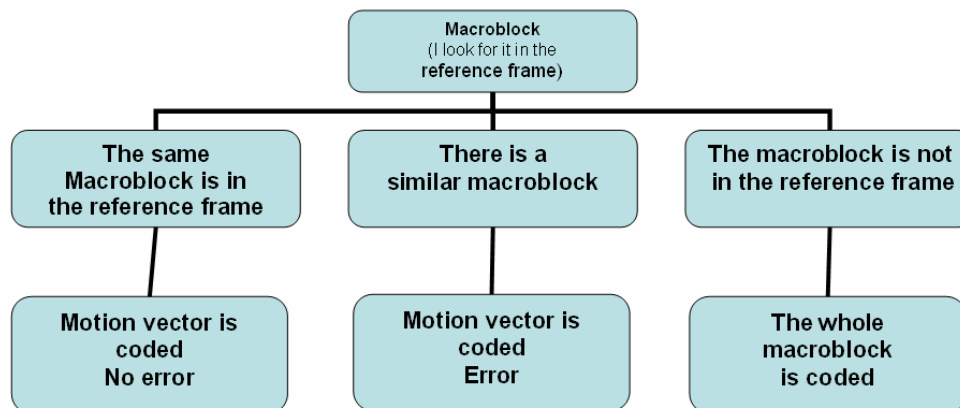 Macroblock
(I look for it in the
reference frame)
The same
Macroblock is in
the reference frame
There is a
similar macroblock
The macroblock is not
in the reference frame
Motion vector is
coded
No error
Motion vector is
coded
Error
The whole
macroblock
is coded